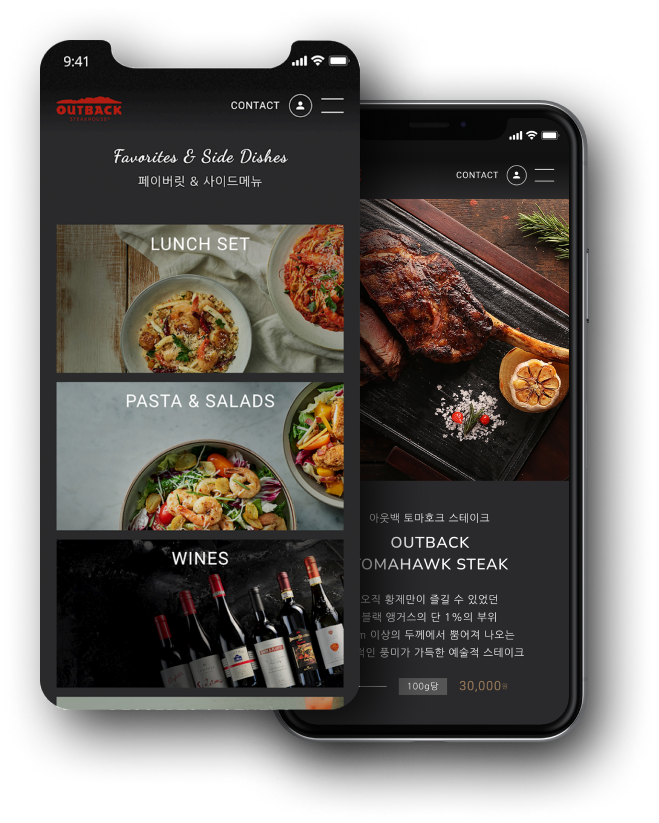 9:41
OUTBACK
STEAKHOUSE
CONTACT
Favorites & Side Dishes
페이버릿 & 사이드메뉴
LUNCH SET
PASTA & SALADS
WINES
CONTACT
아웃백 토마호크 스테이크
OUTBACK
TOMAHAWK STEAK
오직 황제만이 즐길 수 있었던
블랙 앵거스의 단 1%의 부위
이상의 두께에서 뿜어져 나오는
풍미가 가득한 예술적 스테이크
100g당
30,000원